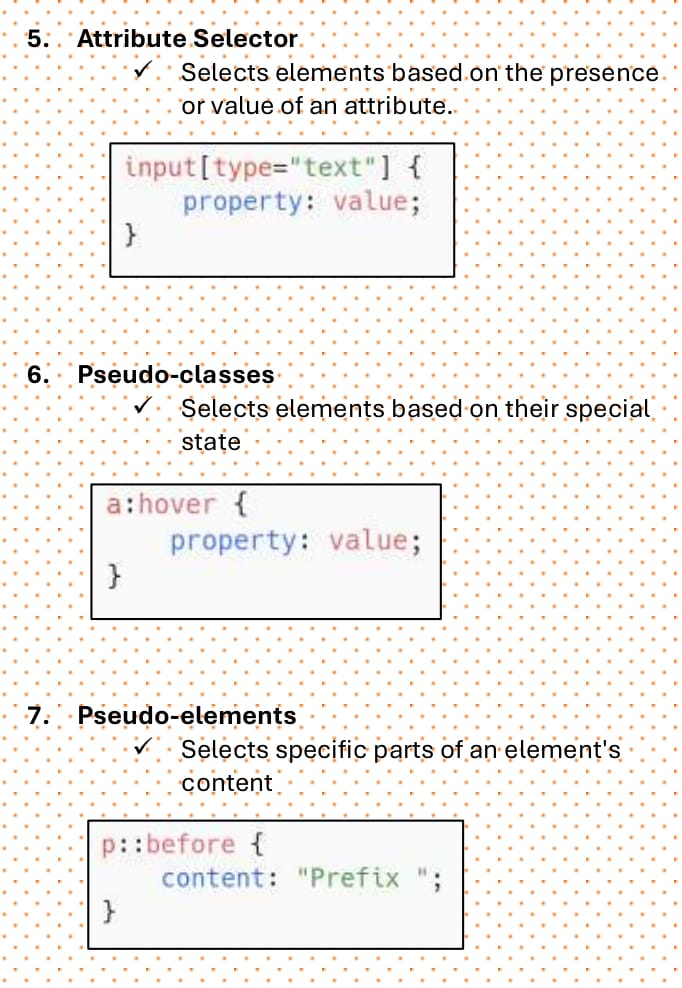 5. Attribute Selector
✓ Selects elements based on the presence
or value of an attribute.
input[type="text"] {
    property: value;
}
6. Pseudo-classes
✓ Selects elements based on their special
state
a:hover {
    property: value;
}
7. Pseudo-elements
✓ Selects specific parts of an element's
content
p::before {
    content: "Prefix ";
}